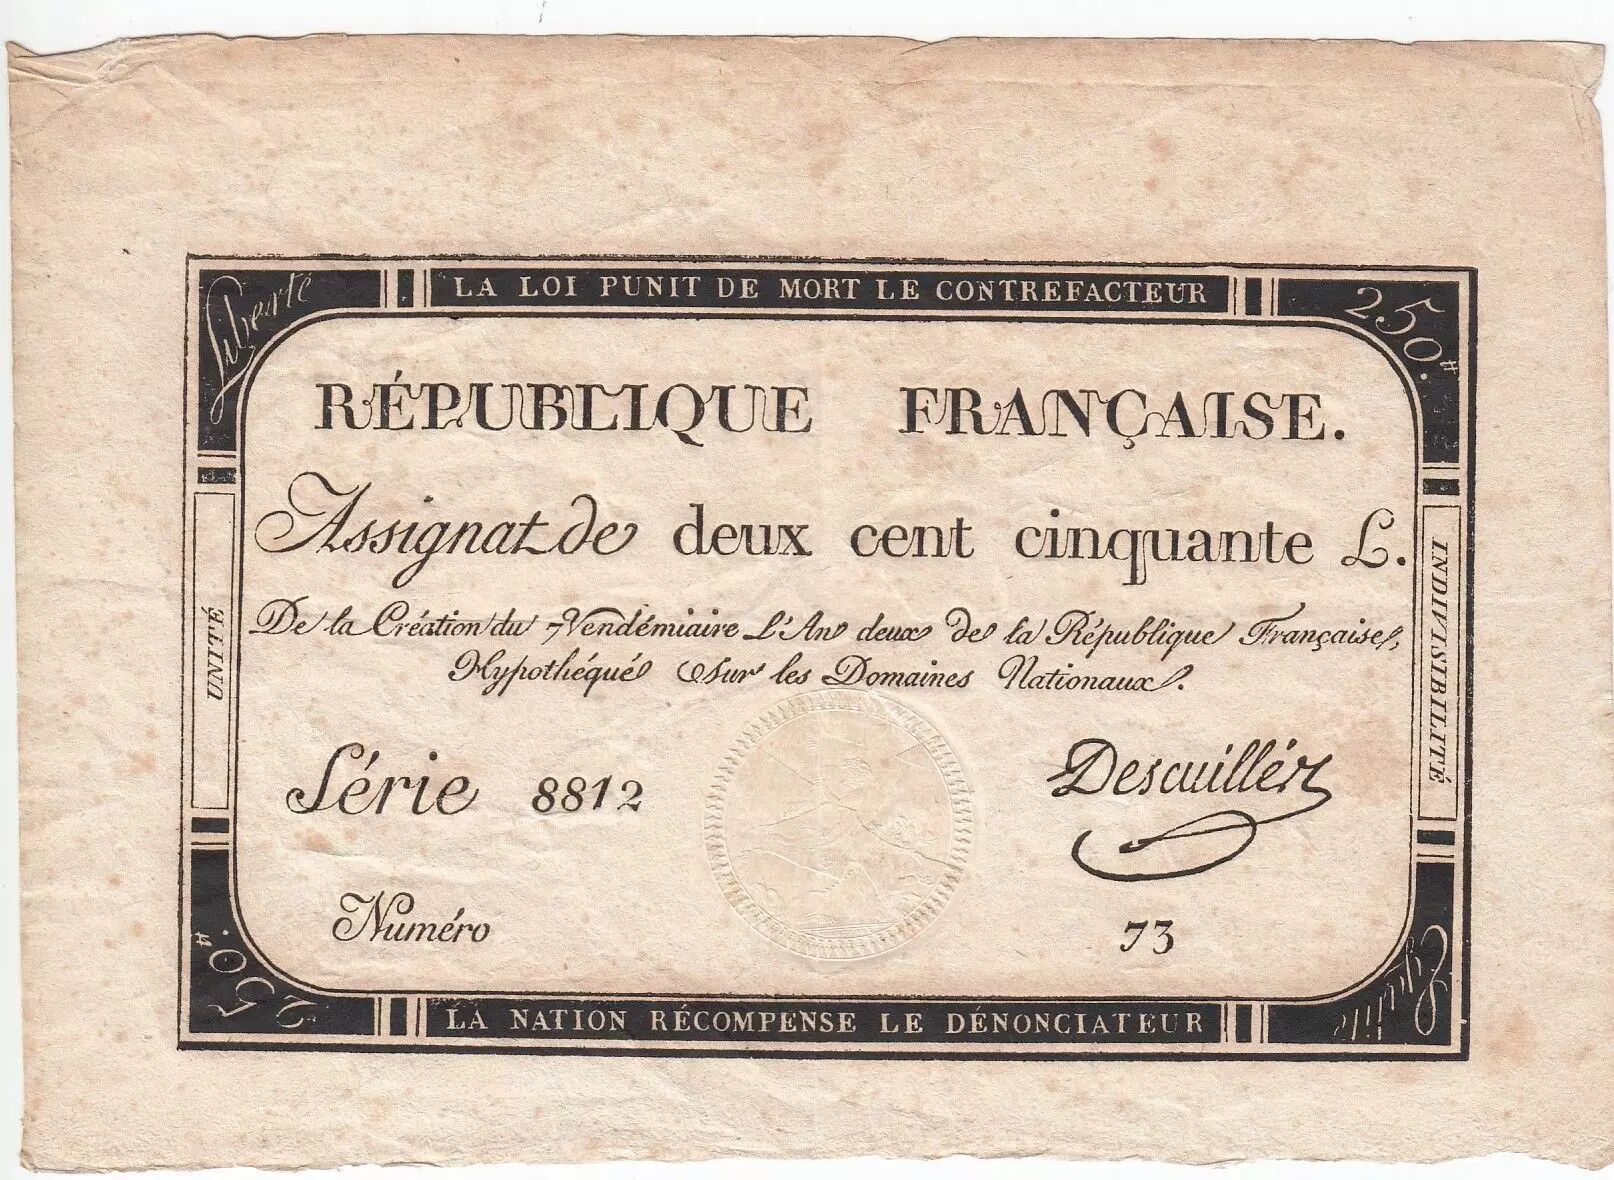 Liberté
LA LOI PUNIT DE MORT LE CONTREFACTEUR
250.
RÉPUBLIQUE FRANÇAISE.
Assignat de deux cent cinquante L.
De la Création du 7 Vendémiaire L'An deux de la République Française,
Hypothéqué Sur les Domaines Nationaux.
UNITÉ
INDIVISIBILITÉ
Série 8812
Numéro
73
250.
LA NATION RÉCOMPENSE LE DÉNONCIATEUR
Egalité